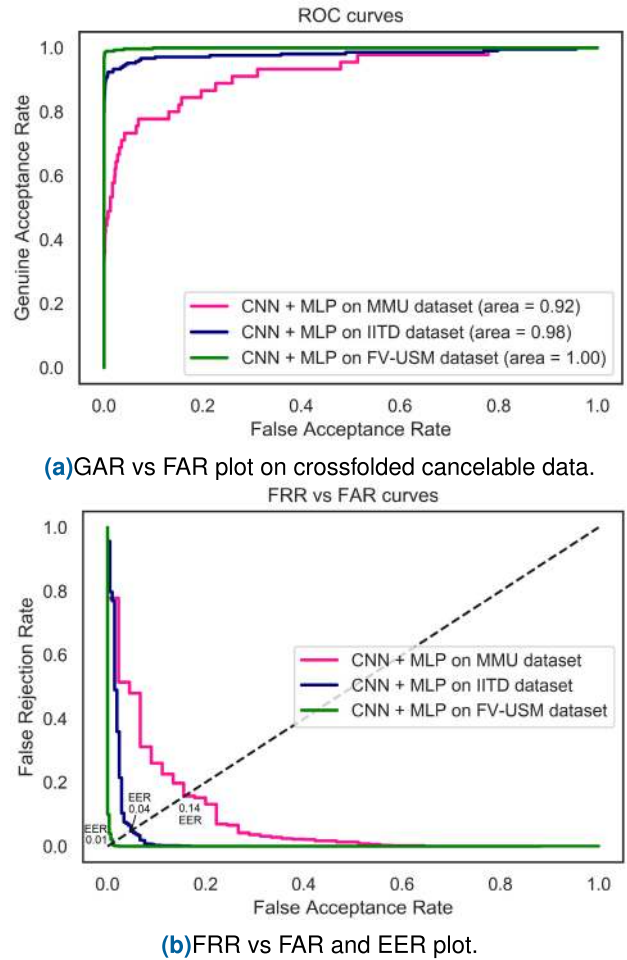 ROC curves
1.0
0.8
0.6
0.4
0.2
0.0
Genuine Acceptance Rate
CNN + MLP on MMU dataset (area = 0.92)
CNN + MLP on IITD dataset (area = 0.98)
CNN + MLP on FV-USM dataset (area = 1.00)
0.0 0.2 0.4 0.6 0.8 1.0
False Acceptance Rate
(a)GAR vs FAR plot on crossfolded cancelable data.
FRR vs FAR curves
1.0
0.8
0.6
0.4
0.2
0.0
False Rejection Rate
CNN + MLP on MMU dataset
CNN + MLP on IITD dataset
CNN + MLP on FV-USM dataset
EER
0.04
0.14
EER
EER
0.01
0.0 0.2 0.4 0.6 0.8 1.0
False Acceptance Rate
(b)FRR vs FAR and EER plot.